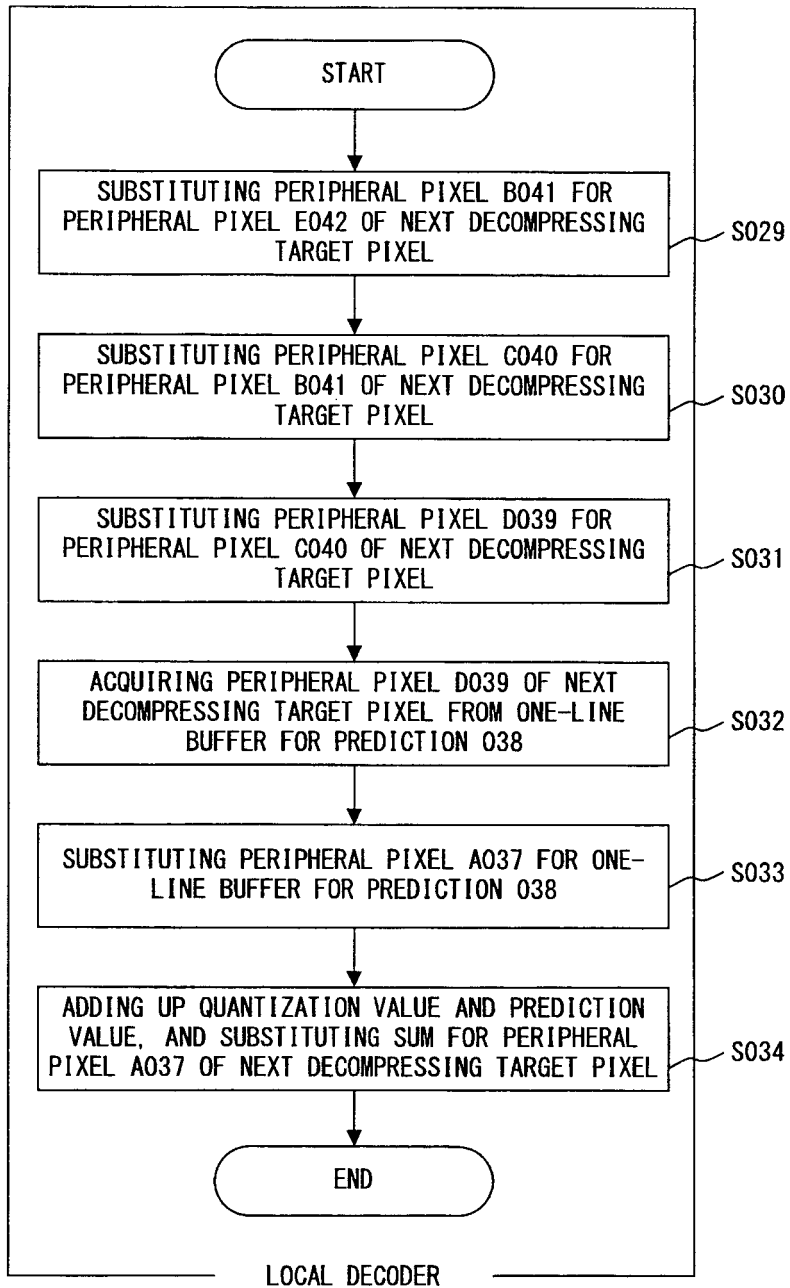 START
SUBSTITUTING PERIPHERAL PIXEL B041 FOR
PERIPHERAL PIXEL E042 OF NEXT DECOMPRESSING
TARGET PIXEL
S029
SUBSTITUTING PERIPHERAL PIXEL C040 FOR
PERIPHERAL PIXEL B041 OF NEXT DECOMPRESSING
TARGET PIXEL
S030
SUBSTITUTING PERIPHERAL PIXEL D039 FOR
PERIPHERAL PIXEL C040 OF NEXT DECOMPRESSING
TARGET PIXEL
S031
ACQUIRING PERIPHERAL PIXEL D039 OF NEXT
DECOMPRESSING TARGET PIXEL FROM ONE-LINE
BUFFER FOR PREDICTION 038
S032
SUBSTITUTING PERIPHERAL PIXEL A037 FOR ONE-
LINE BUFFER FOR PREDICTION 038
S033
ADDING UP QUANTIZATION VALUE AND PREDICTION
VALUE, AND SUBSTITUTING SUM FOR PERIPHERAL
PIXEL A037 OF NEXT DECOMPRESSING TARGET PIXEL
S034
END
LOCAL DECODER